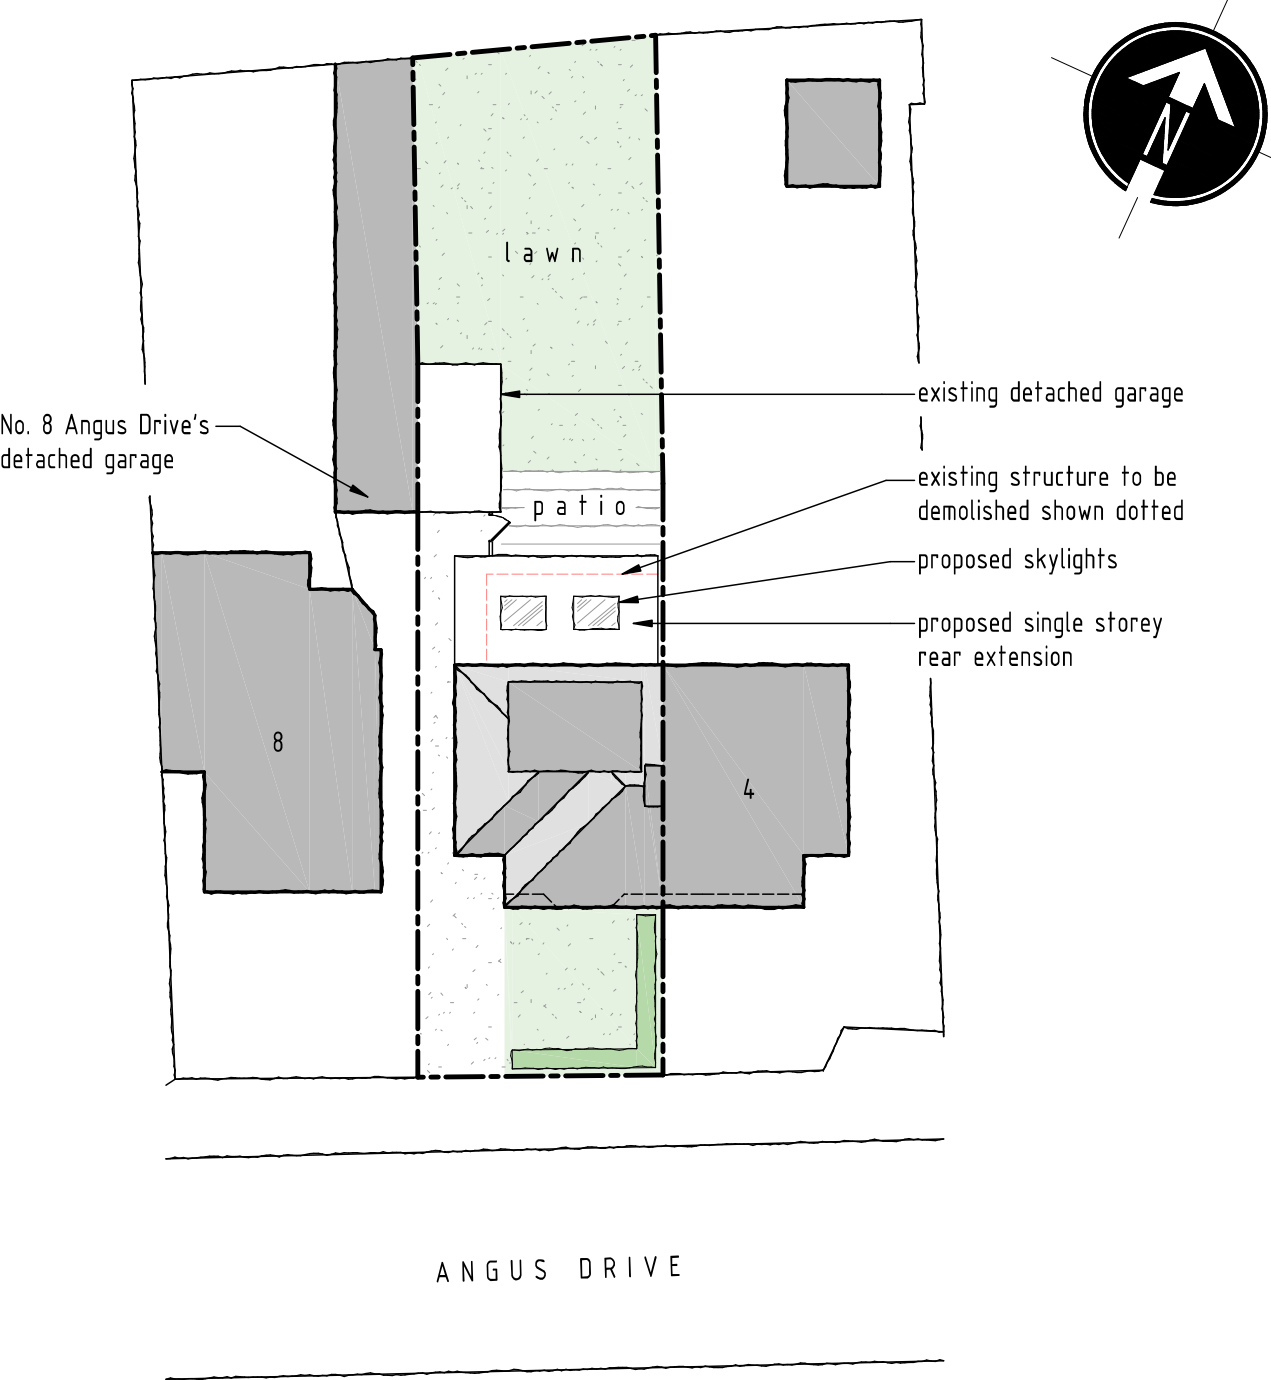 N
lawn
existing detached garage
No. 8 Angus Drive's
detached garage
existing structure to be
demolished shown dotted
patio
proposed skylights
proposed single storey
rear extension
8
4
ANGUS DRIVE